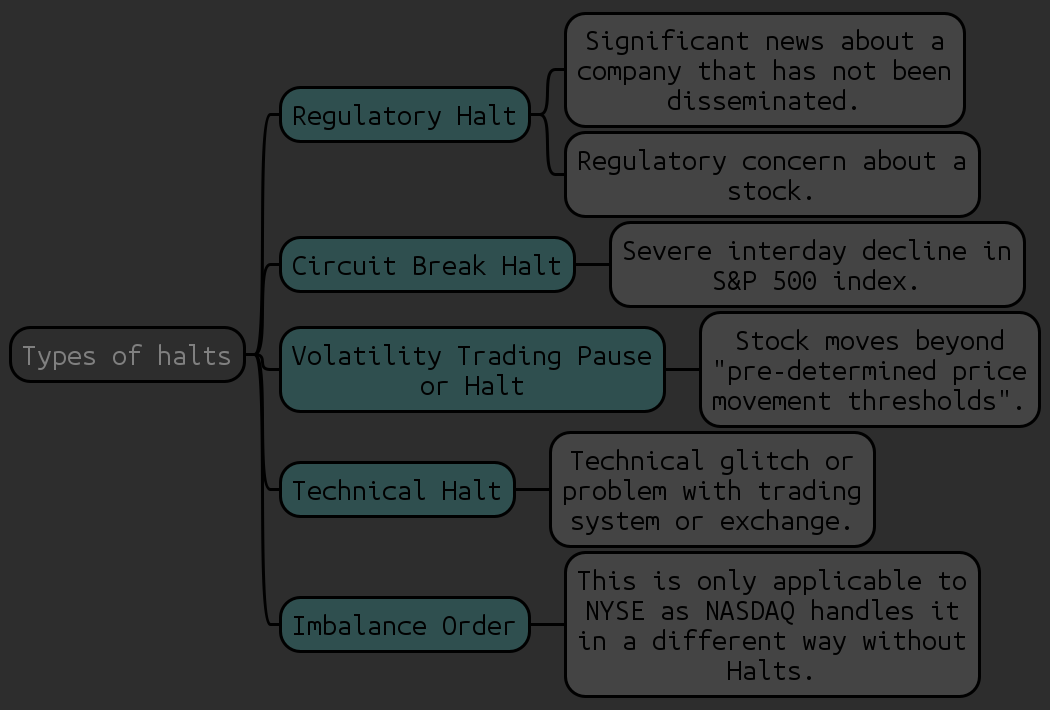 Types of halts
Regulatory Halt
Significant news about a
company that has not been
disseminated.
Regulatory concern about a
stock.
Circuit Break Halt
Severe interday decline in
S&P 500 index.
Volatility Trading Pause
or Halt
Stock moves beyond
"pre-determined price
movement thresholds".
Technical Halt
Technical glitch or
problem with trading
system or exchange.
Imbalance Order
This is only applicable to
NYSE as NASDAQ handles it
in a different way without
Halts.